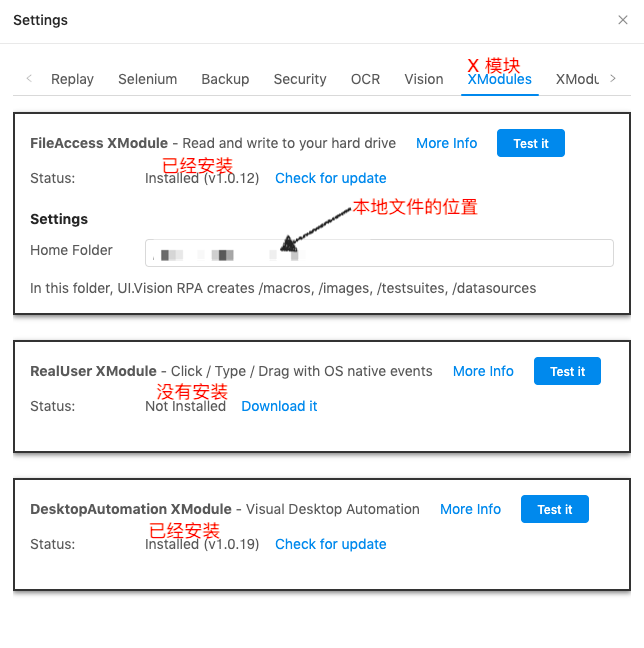 Settings
X 模块
Replay Selenium Backup Security OCR Vision XModules XModu
FileAccess XModule - Read and write to your hard drive More Info Test it
已经安装
Status: Installed (v1.0.12) Check for update
本地文件的位置
Settings
Home Folder
In this folder, UI.Vision RPA creates /macros, /images, /testsuites, /datasources
RealUser XModule - Click / Type / Drag with OS native events More Info Test it
没有安装
Status: Not Installed Download it
DesktopAutomation XModule - Visual Desktop Automation More Info Test it
已经安装
Status: Installed (v1.0.19) Check for update